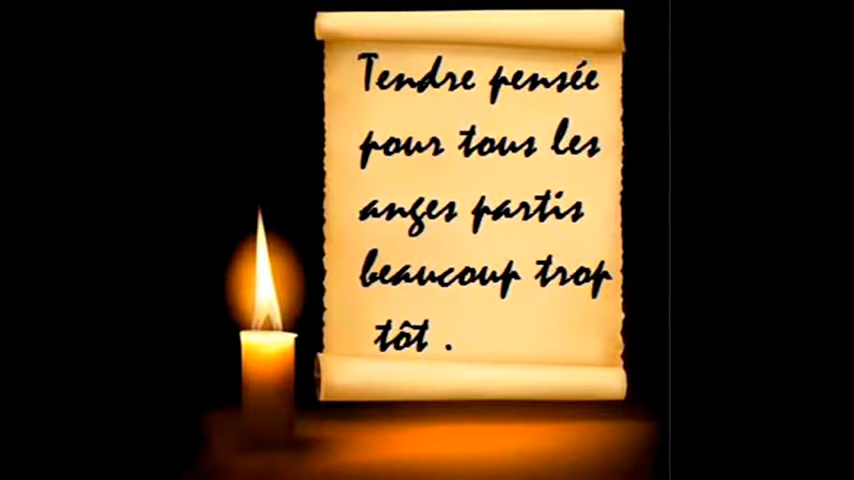 Tendre pensée
pour tous les
anges partis
beaucoup trop
tôt .